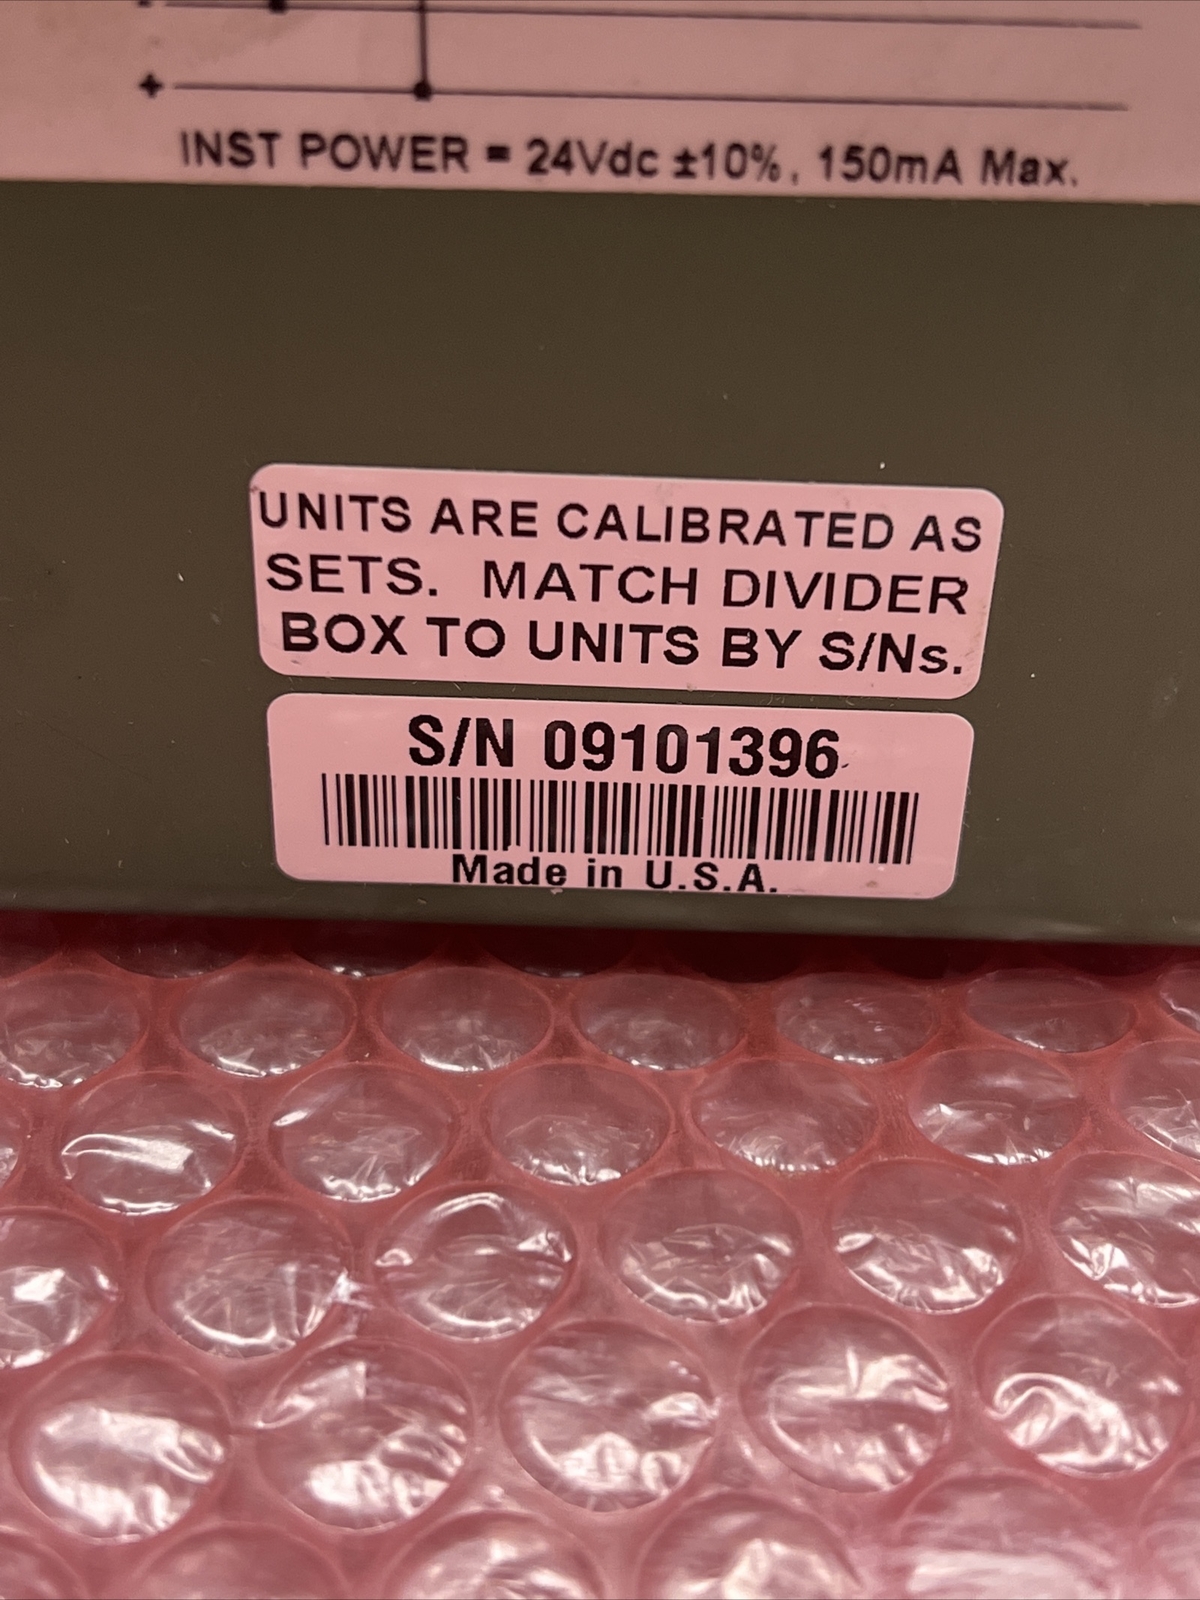 +
INST POWER = 24Vdc ±10%, 150mA Max.
UNITS ARE CALIBRATED AS
SETS. MATCH DIVIDER
BOX TO UNITS BY S/Ns.
S/N 09101396
Made in U.S.A.